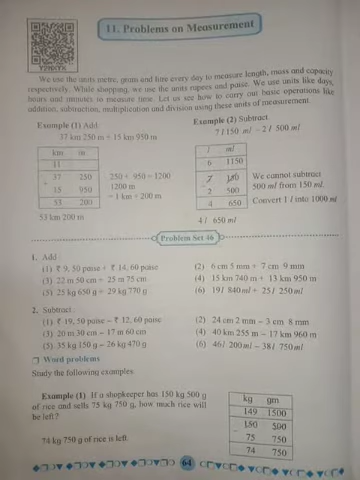 11. Problems on Measurement
We use the units metre, gram and litre every day to measure length, mass and capacity
respectively. While shopping, we use the units rupees and paise. We use units like days,
hours and minutes to measure time. Let us see how to carry out basic operations like
addition, subtraction, multiplication and division using these units of measurement.
Example (1) Add.
37 km 250 m + 15 km 950 m
km m
11
37 250
+
15 950
53 200
250 + 950 = 1200
1200 m
= 1 km + 200 m
53 km 200 m
Example (2) Subtract.
7 l 150 ml - 2 l 500 ml
l ml
6 1150
7 150
-
2 500
4 650
We cannot subtract
500 ml from 150 ml.
Convert 1 l into 1000 ml
4 l 650 ml
Problem Set 46
1. Add :
(1) ₹ 9, 50 paise + ₹ 14, 60 paise
(2) 6 cm 5 mm + 7 cm 9 mm
(3) 22 m 50 cm + 25 m 75 cm
(4) 15 km 740 m + 13 km 950 m
(5) 25 kg 650 g + 29 kg 770 g
(6) 19 l 840 ml + 25 l 250 ml
2. Subtract :
(1) ₹ 19, 50 paise - ₹ 12, 60 paise
(2) 24 cm 2 mm - 3 cm 8 mm
(3) 20 m 30 cm - 17 m 60 cm
(4) 40 km 255 m - 17 km 960 m
(5) 35 kg 150 g - 26 kg 470 g
(6) 46 l 200 ml - 38 l 750 ml
Word problems
Study the following examples.
Example (1) If a shopkeeper has 150 kg 500 g
of rice and sells 75 kg 750 g, how much rice will
be left?
74 kg 750 g of rice is left.
kg gm
149 1500
150 500
-
75 750
74 750
64